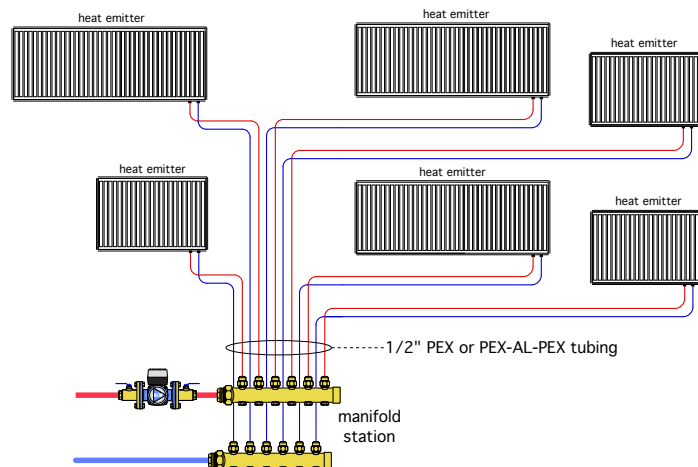 heat emitter
heat emitter
heat emitter
heat emitter
heat emitter
heat emitter
1/2" PEX or PEX-AL-PEX tubing
manifold
station